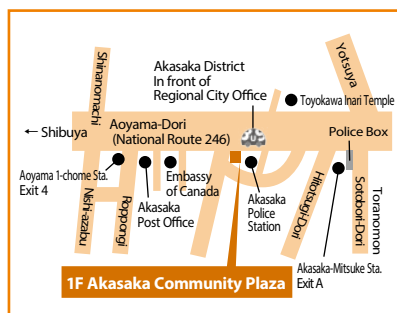 Shinanomachi
Akasaka District
In front of
Regional City Office
Yotsuya
Toyokawa Inari Temple
← Shibuya
Aoyama-Dori
(National Route 246)
Police Box
Aoyama 1-chome Sta.
Exit 4
Nishi-azabu
Roppongi
Akasaka
Post Office
Embassy
of Canada
Akasaka
Police
Station
Hitotsugi-Dori
Sotobori-Dori
Toranomon
Akasaka-Mitsuke Sta.
Exit A
1F Akasaka Community Plaza